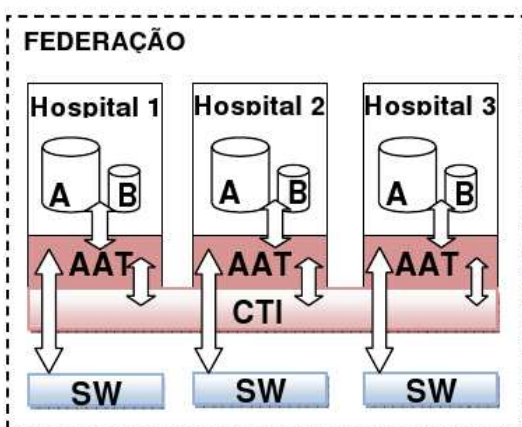 FEDERAÇÃO
Hospital 1 Hospital 2 Hospital 3
A B A B A B
AAT AAT AAT
CTI
SW SW SW